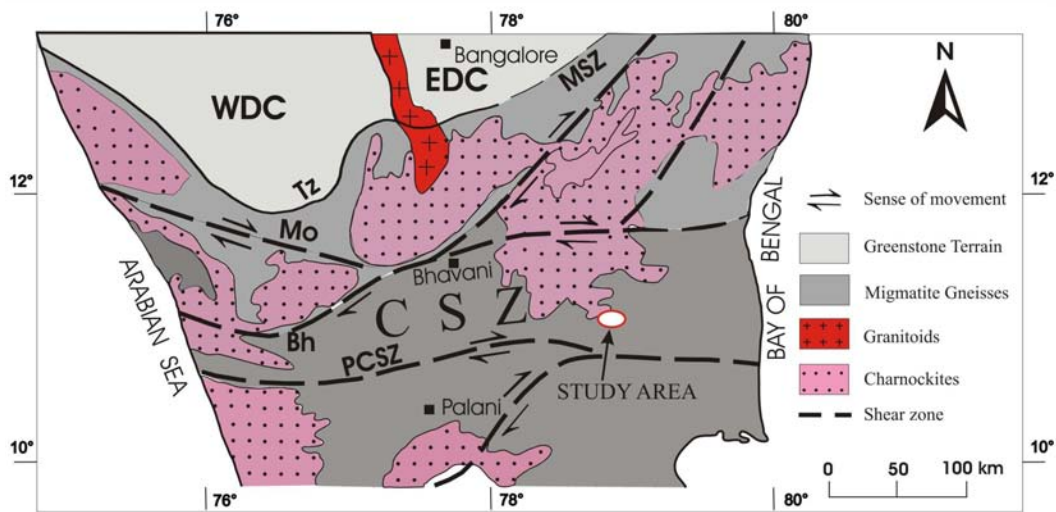 76° 78° 80°
N
Bangalore
EDC
MSZ
WDC
Tz
12° 12°
Mo
Bhavani
C S Z
Bh
PCSZ
STUDY AREA
Palani
ARABIAN SEA
BAY OF BENGAL
10° 10°
76° 78° 80°
Sense of movement
Greenstone Terrain
Migmatite Gneisses
Granitoids
Charnockites
Shear zone
0 50 100 km